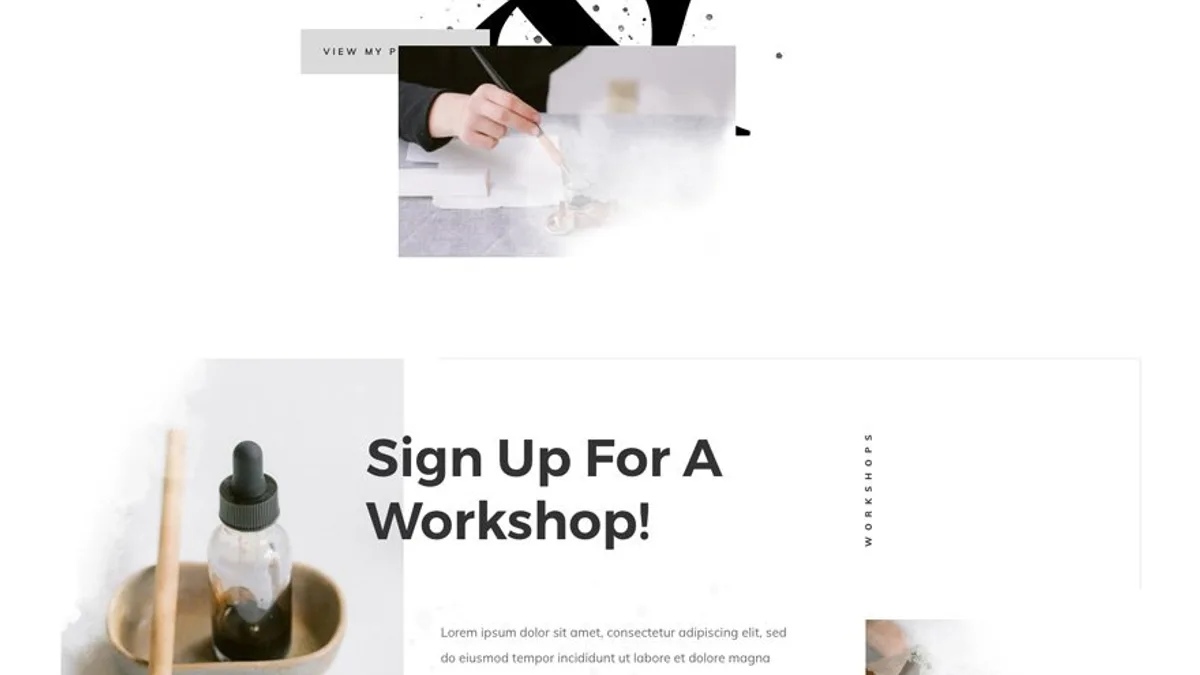 VIEW MY
Sign Up For A
Workshop!
WORKSHOPS
Lorem ipsum dolor sit amet, consectetur adipiscing elit, sed
do eiusmod tempor incididunt ut labore et dolore magna